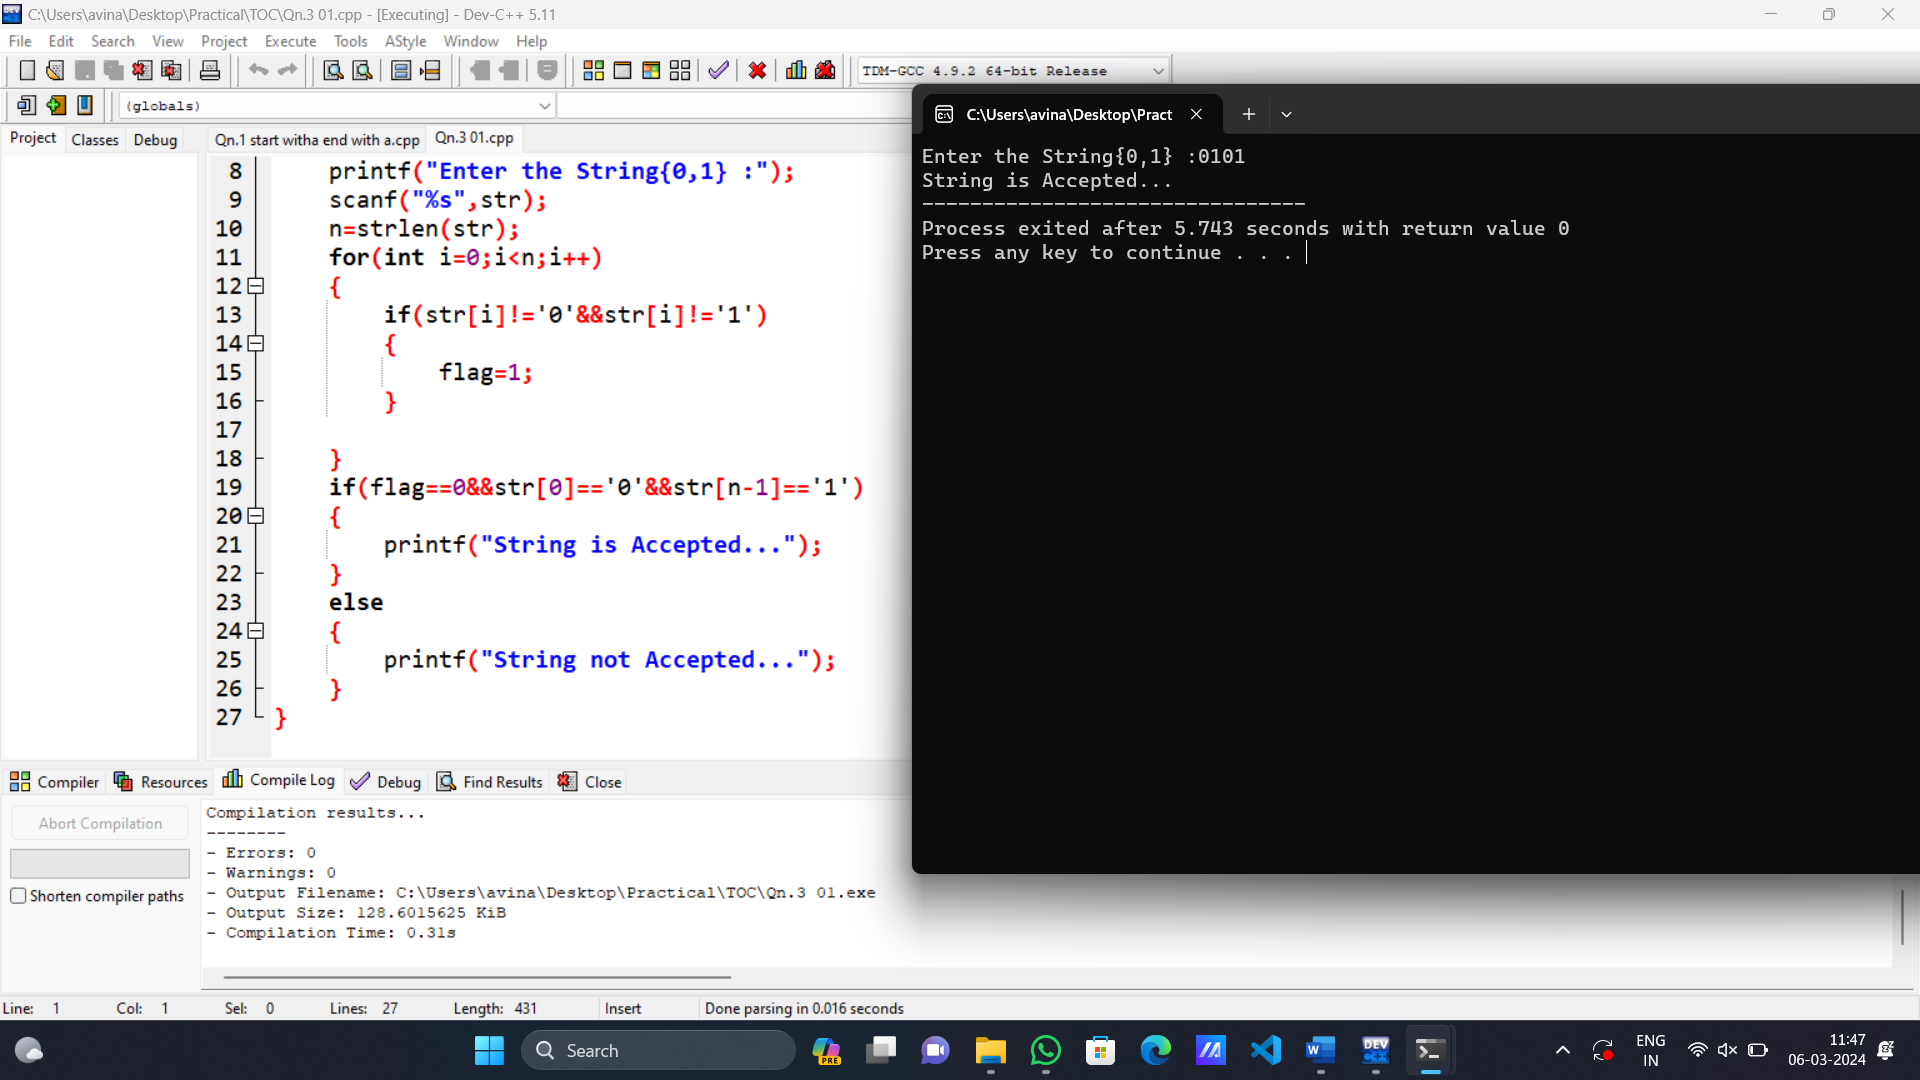 C:\Users\avina\Desktop\Practical\TOC\Qn.3 01.cpp - [Executing] - Dev-C++ 5.11
File Edit Search View Project Execute Tools AStyle Window Help
TDM-GCC 4.9.2 64-bit Release
(globals)
Project Classes Debug
Qn.1 start witha end with a.cpp Qn.3 01.cpp
8 printf("Enter the String{0,1} :");
9 scanf("%s",str);
10 n=strlen(str);
11 for(int i=0;i<n;i++)
12 {
13 if(str[i]!='0'&&str[i]!='1')
14 {
15 flag=1;
16 }
17
18 }
19 if(flag==0&&str[0]=='0'&&str[n-1]=='1')
20 {
21 printf("String is Accepted...");
22 }
23 else
24 {
25 printf("String not Accepted...");
26 }
27 }
C:\Users\avina\Desktop\Pract
Enter the String{0,1} :0101
String is Accepted...
--------------------------------
Process exited after 5.743 seconds with return value 0
Press any key to continue . . .
Compiler Resources Compile Log Debug Find Results Close
Abort Compilation
Shorten compiler paths
Compilation results...
--------
- Errors: 0
- Warnings: 0
- Output Filename: C:\Users\avina\Desktop\Practical\TOC\Qn.3 01.exe
- Output Size: 128.6015625 KiB
- Compilation Time: 0.31s
Line: 1 Col: 1 Sel: 0 Lines: 27 Length: 431 Insert Done parsing in 0.016 seconds
Search
PRE
DEV
C++
ENG
IN
11:47
06-03-2024